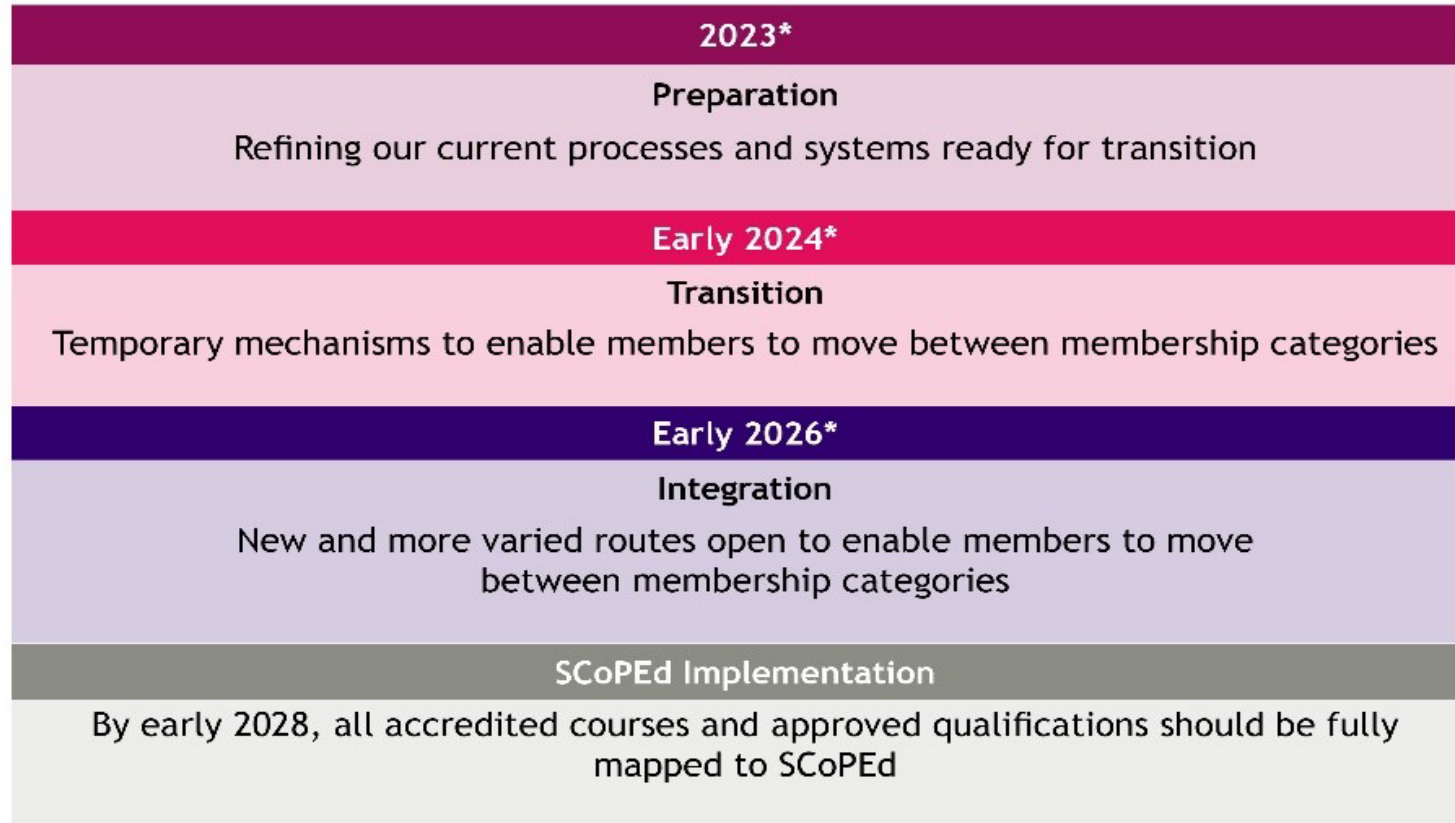 2023*
Preparation
Refining our current processes and systems ready for transition
Early 2024*
Transition
Temporary mechanisms to enable members to move between membership categories
Early 2026*
Integration
New and more varied routes open to enable members to move
between membership categories
SCoPEd Implementation
By early 2028, all accredited courses and approved qualifications should be fully
mapped to SCoPEd